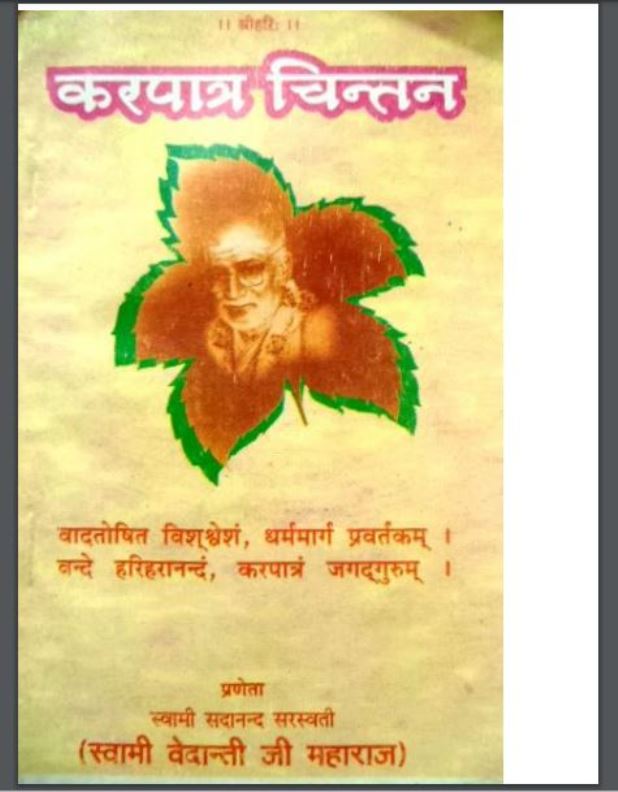 ।। श्रीहरिः ।।
करपात्र चिन्तन
वादतोषित विश्श्वेशं, धर्ममार्ग प्रवर्तकम् ।
वन्दे हरिहरानन्दं, करपात्रं जगद्गुरुम् ।
प्रणेता
स्वामी सदानन्द सरस्वती
(स्वामी वेदान्ती जी महाराज)